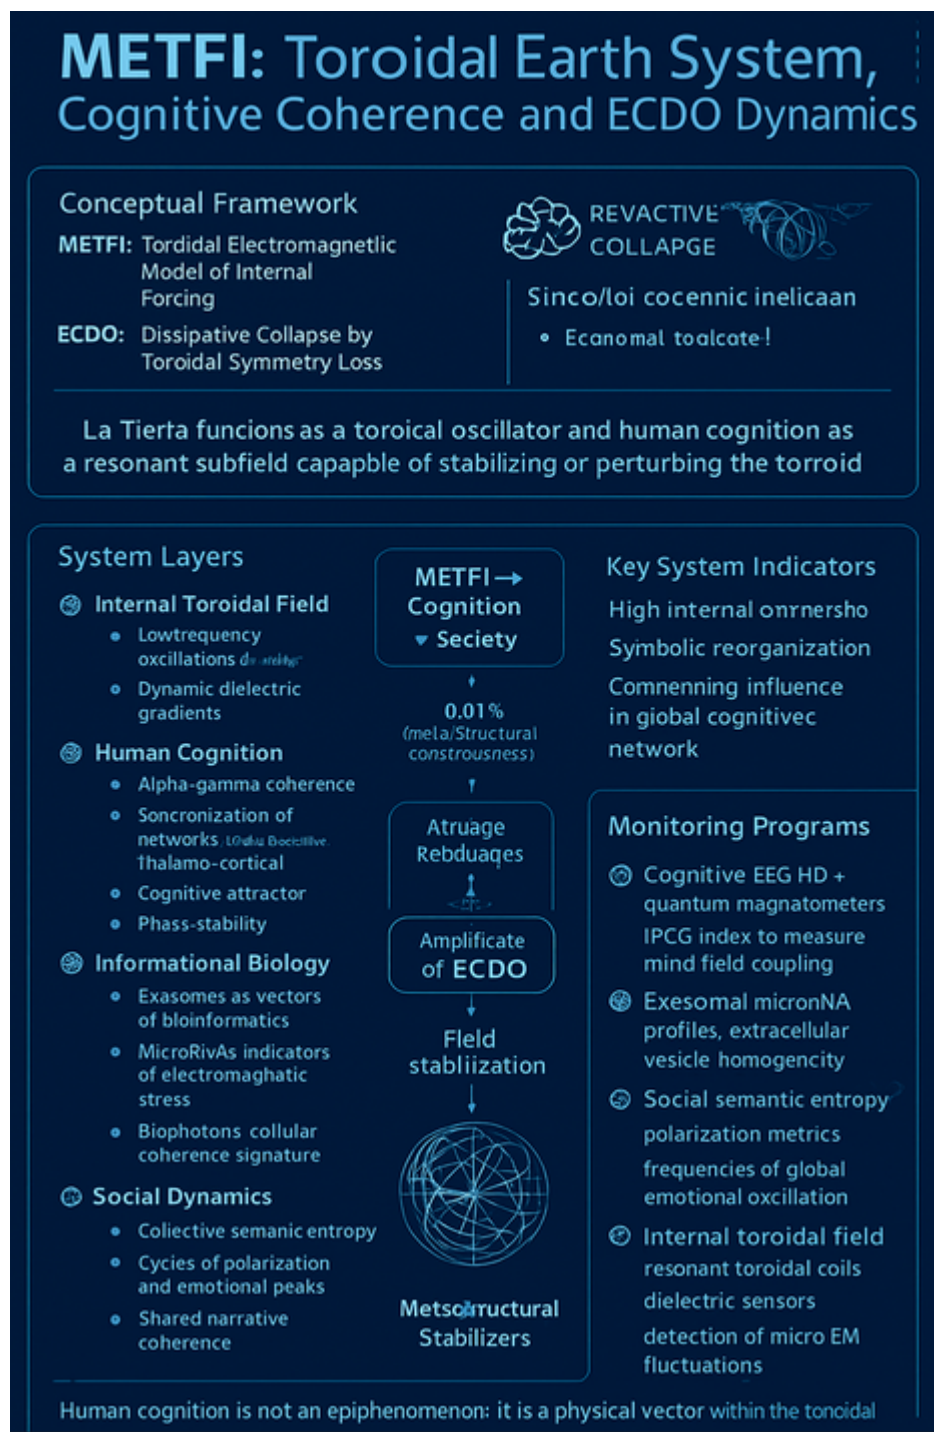 METFI: Toroidal Earth System,
Cognitive Coherence and ECDO Dynamics
Conceptual Framework
METFI: Tordidal Electromagnetlic
Model of Internal
Forcing
ECDO: Dissipative Collapse by
Toroidal Symmetry Loss
REVACTIVE
COLLAPGE
Sinco/loi cocennic inelicaan
• Ecanomal toalcate!
La Tierta funcions as a toroical oscillator and human cognition as
a resonant subfield capapble of stabilizing or perturbing the torroid
System Layers
Internal Toroidal Field
• Lowtrequency
oxcillations
• Dynamic dlelectric
gradients
Human Cognition
• Alpha-gamma coherence
• Soncronization of
networks
thalamo-cortical
• Cognitive attractor
• Phass-stability
Informational Biology
• Exasomes as vectors
of bloinformatics
• MicroRivAs indicators
of electromaghatic
stress
• Biophotons collular
coherence signature
Social Dynamics
• Coliective semanic entropy
• Cycies of polarization
and emotional peaks
• Shared narrative
coherence
METFI →
Cognition
▼ Seciety
0.01%
(mela/Structural
constrousness)
Atruage
Rebduaqes
Amplificate
of ECDO
Fleld
stabliization
Stabilizers
Key System Indicators
High internal onrnersho
Symbolic reorganization
Comnenning influence
in giobal cognitivec
network
Monitoring Programs
Cognitive EEG HD +
quantum magnatometers
IPCG index to measure
mind field coupling
Exesomal micronNA
profiles, extracellular
vesicle homogencity
Social semantic entropy
polarization metrics
frequencies of global
emotional oxcillation
Internal toroidal field
resonant toroidal coils
dielectric sensors
detection of micro EM
fluctuations
Human cognition is not an epiphenomenon: it is a physical vector within the tonoidal